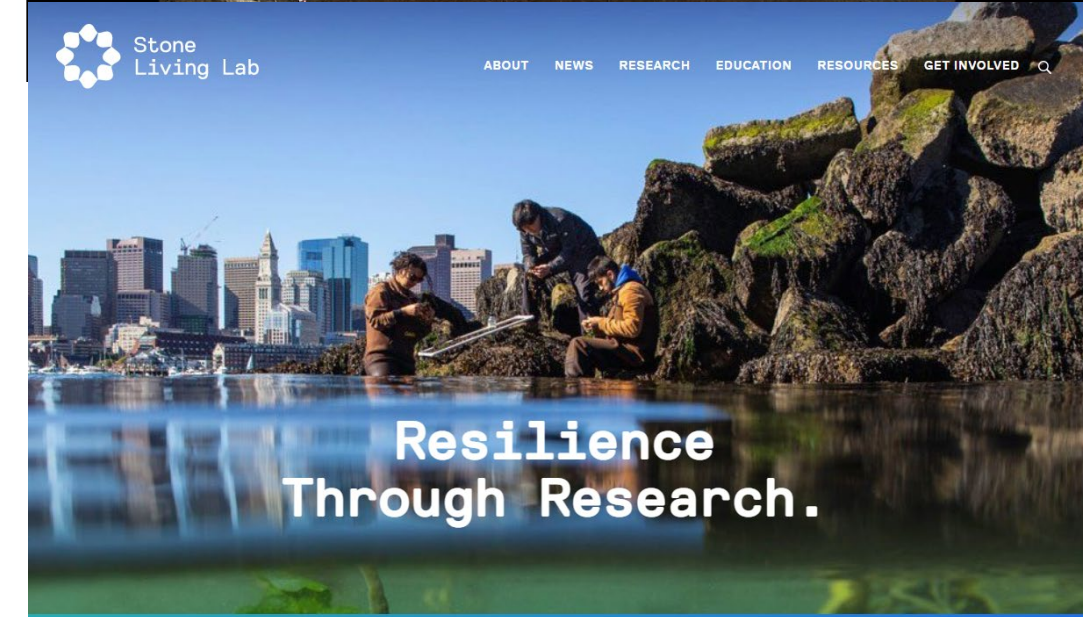 Stone
Living Lab
ABOUT NEWS RESEARCH EDUCATION RESOURCES GET INVOLVED
Resilience
Through Research.